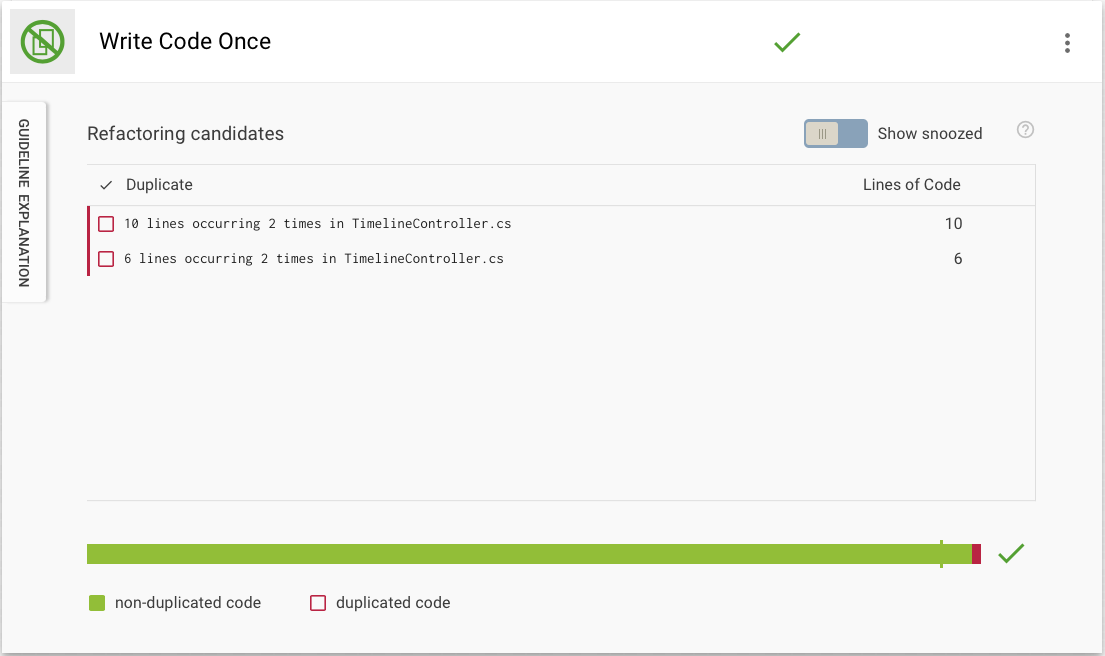 Write Code Once
GUIDELINE EXPLANATION
Refactoring candidates
Show snoozed
?
Duplicate Lines of Code
10 lines occurring 2 times in TimelineController.cs 10
6 lines occurring 2 times in TimelineController.cs 6
non-duplicated code duplicated code